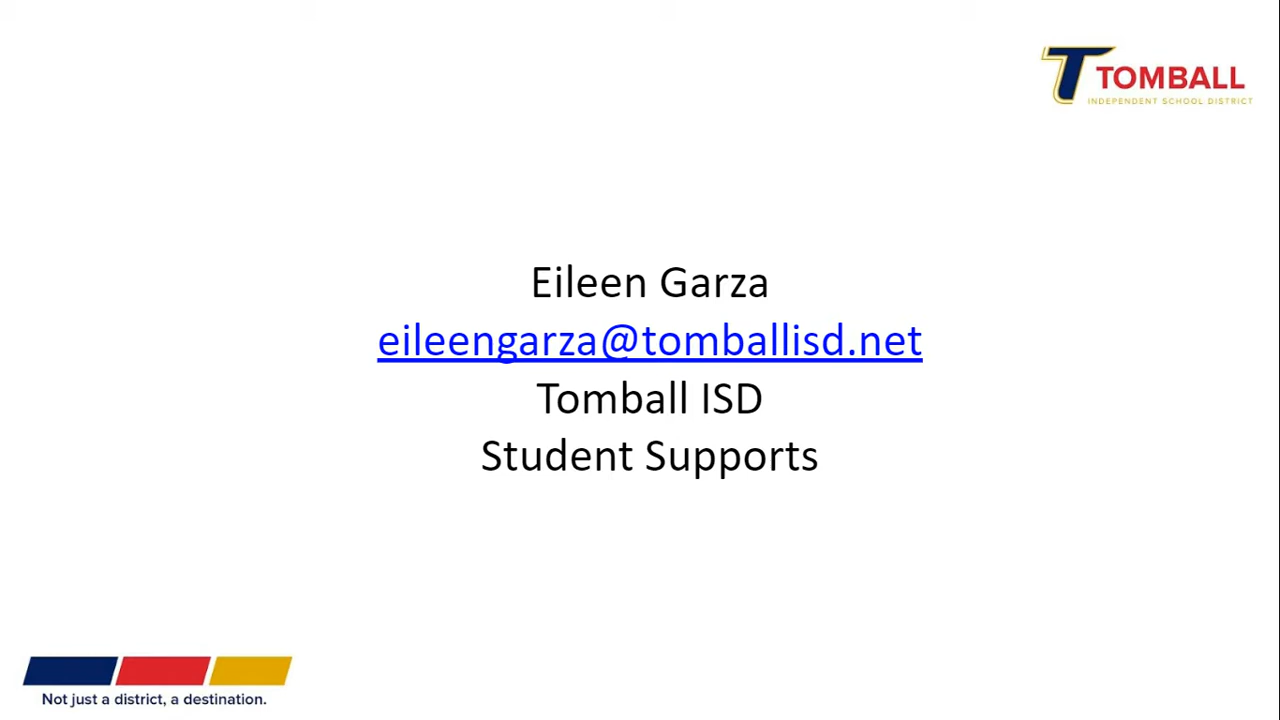 TOMBALL
INDEPENDENT SCHOOL DISTRICT
Eileen Garza
eileengarza@tomballisd.net
Tomball ISD
Student Supports
Not just a district, a destination.